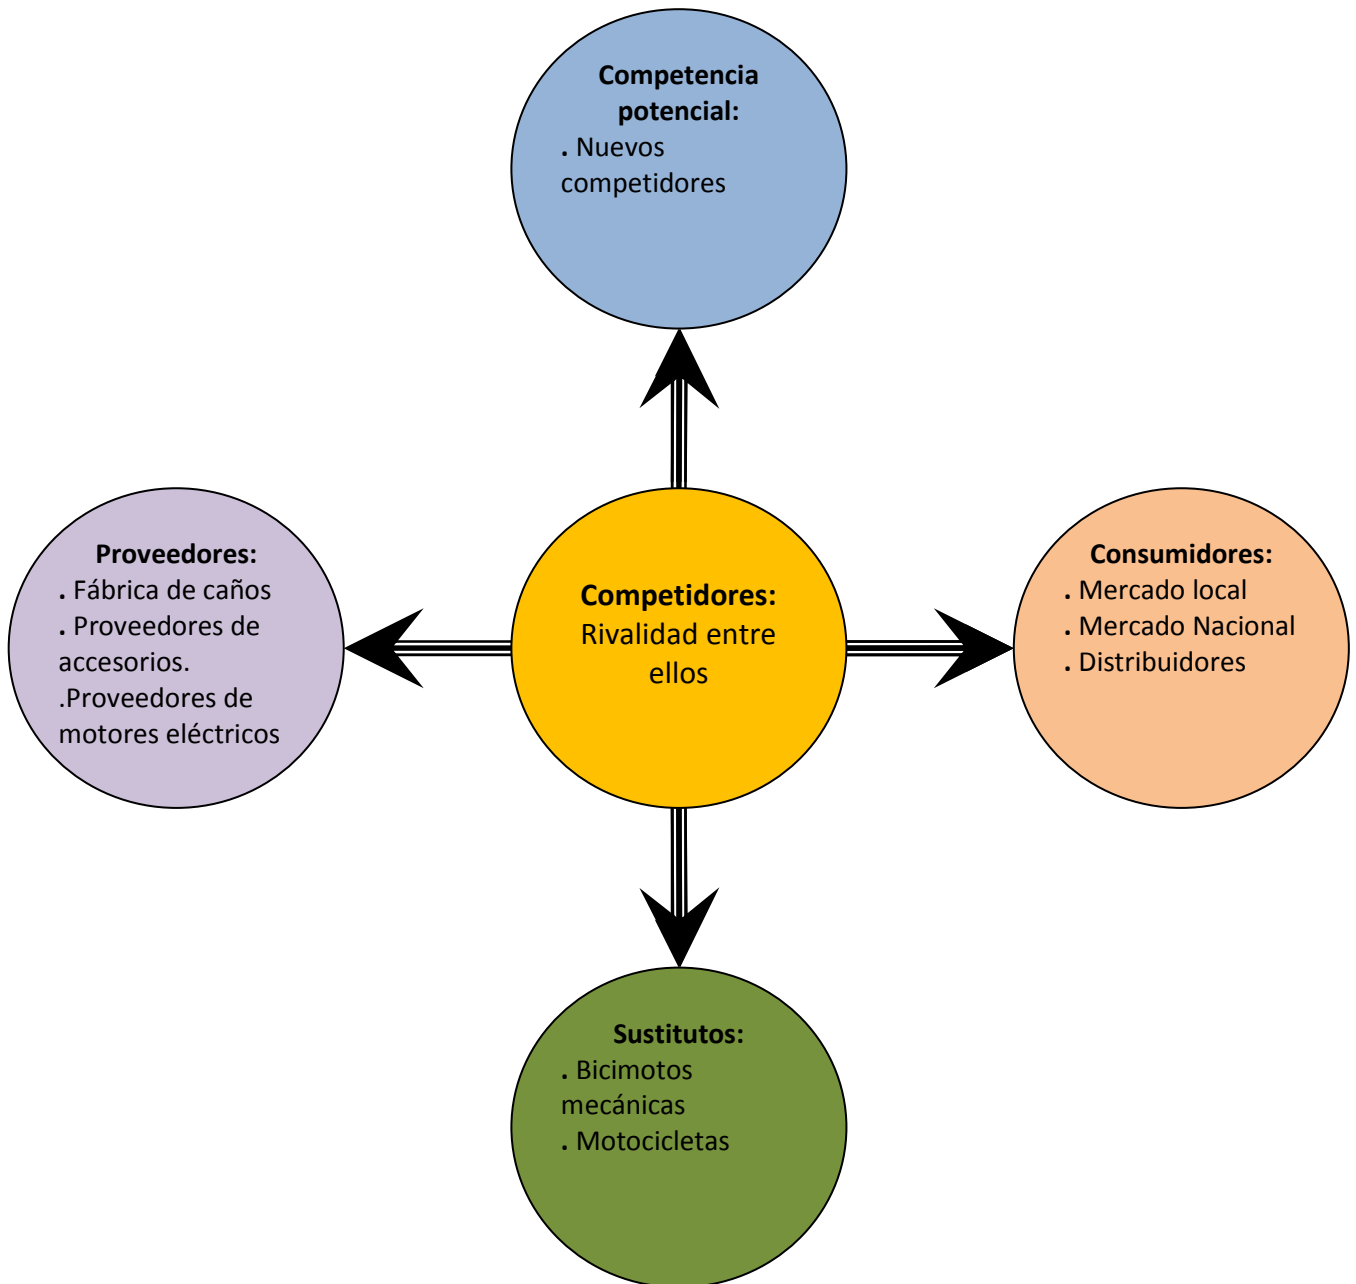 Competencia
potencial:
. Nuevos
competidores
Proveedores:
. Fábrica de caños
. Proveedores de
accesorios.
.Proveedores de
motores eléctricos
Competidores:
Rivalidad entre
ellos
Consumidores:
. Mercado local
. Mercado Nacional
. Distribuidores
Sustitutos:
. Bicimotos
mecánicas
. Motocicletas